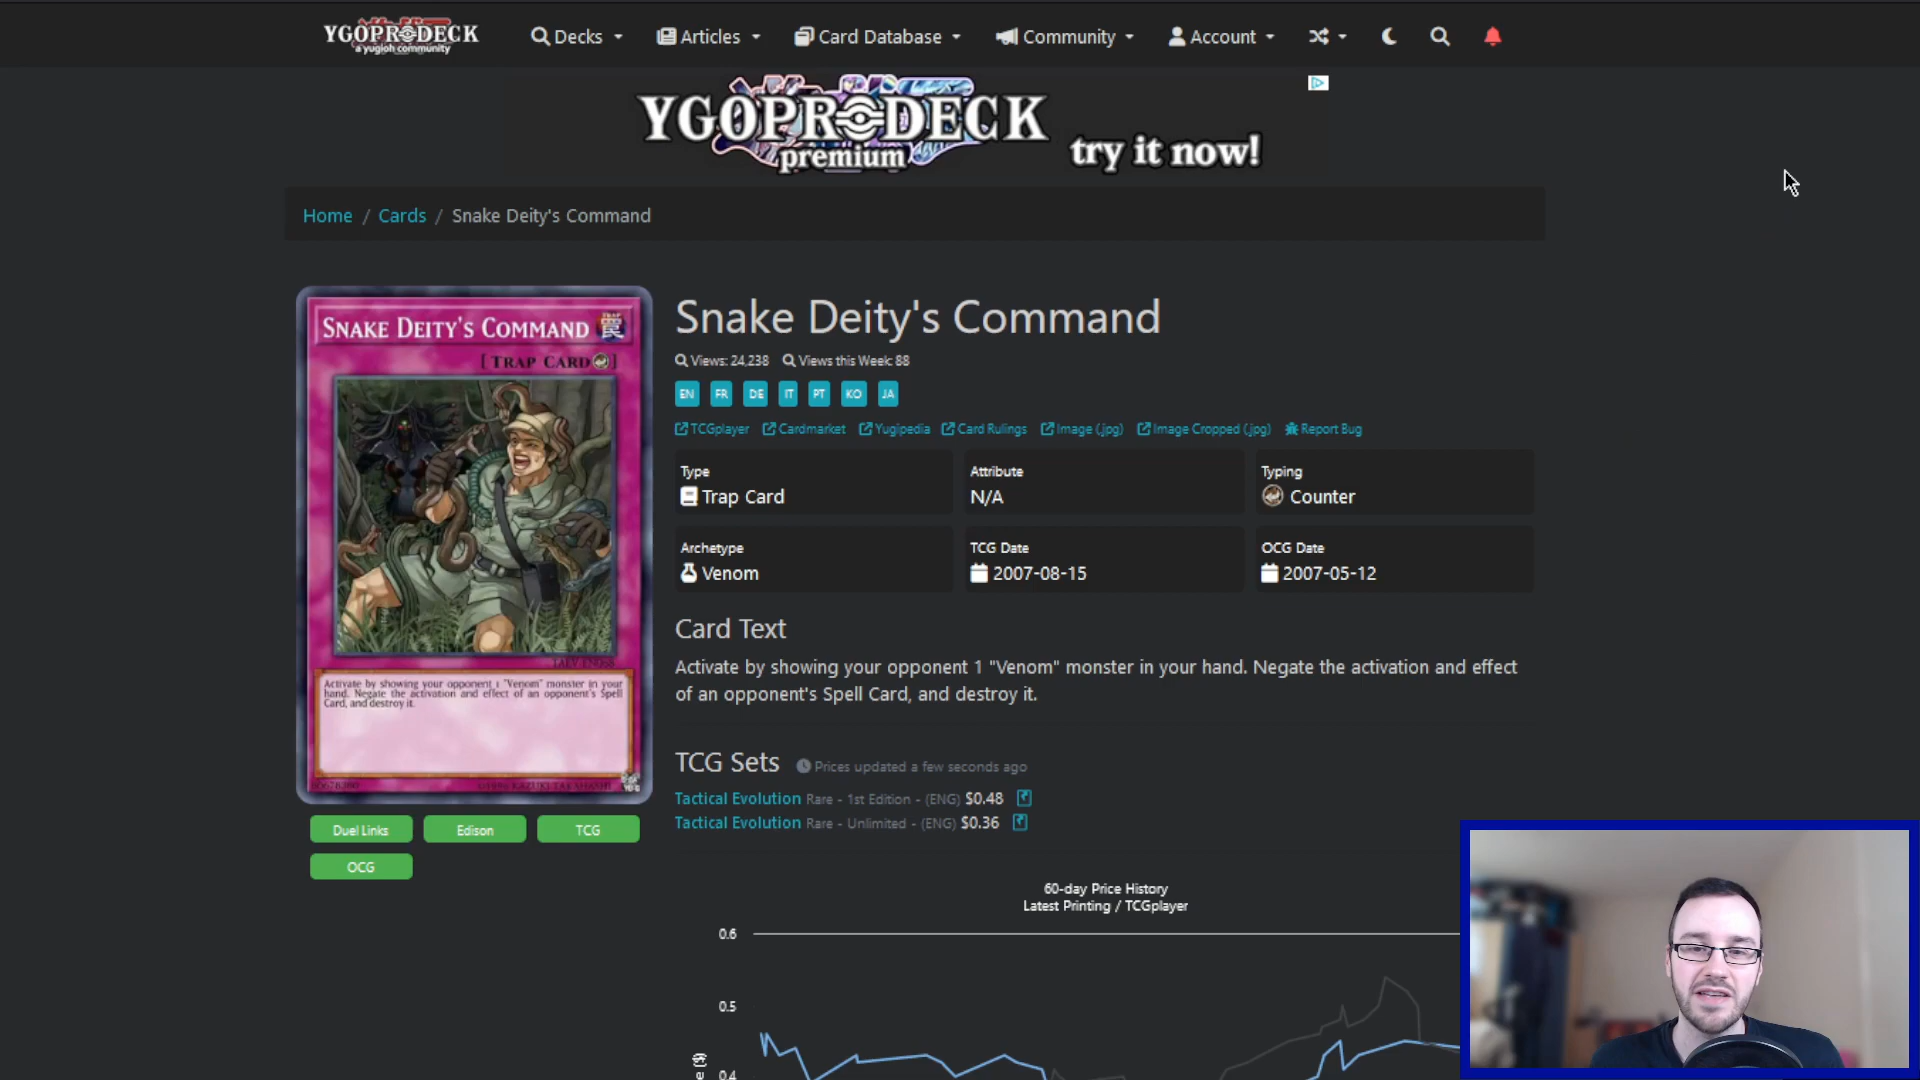 YGOPRODECK
a yugioh community
Decks
Articles
Card Database
Community
Account
YGOPRODECK
premium
try it now!
Home / Cards / Snake Deity's Command
SNAKE DEITY'S COMMAND
TRAP
罠
[TRAP CARD]
TAEV-EN068
Activate by showing your opponent 1 "Venom" monster in your
hand. Negate the activation and effect of an opponent's Spell
Card, and destroy it.
Duel Links
Edison
TCG
OCG
Snake Deity's Command
Views: 24,238 Views this Week: 88
EN FR DE IT PT KO JA
TCGplayer Cardmarket Yugipedia Card Rulings Image (.jpg) Image Cropped (.jpg) Report Bug
Type
Trap Card
Attribute
N/A
Typing
Counter
Archetype
Venom
TCG Date
2007-08-15
OCG Date
2007-05-12
Card Text
Activate by showing your opponent 1 "Venom" monster in your hand. Negate the activation and effect
of an opponent's Spell Card, and destroy it.
TCG Sets Prices updated a few seconds ago
Tactical Evolution Rare - 1st Edition - (ENG) $0.48
Tactical Evolution Rare - Unlimited - (ENG) $0.36
60-day Price History
Latest Printing / TCGplayer
0.6
0.5
0.4